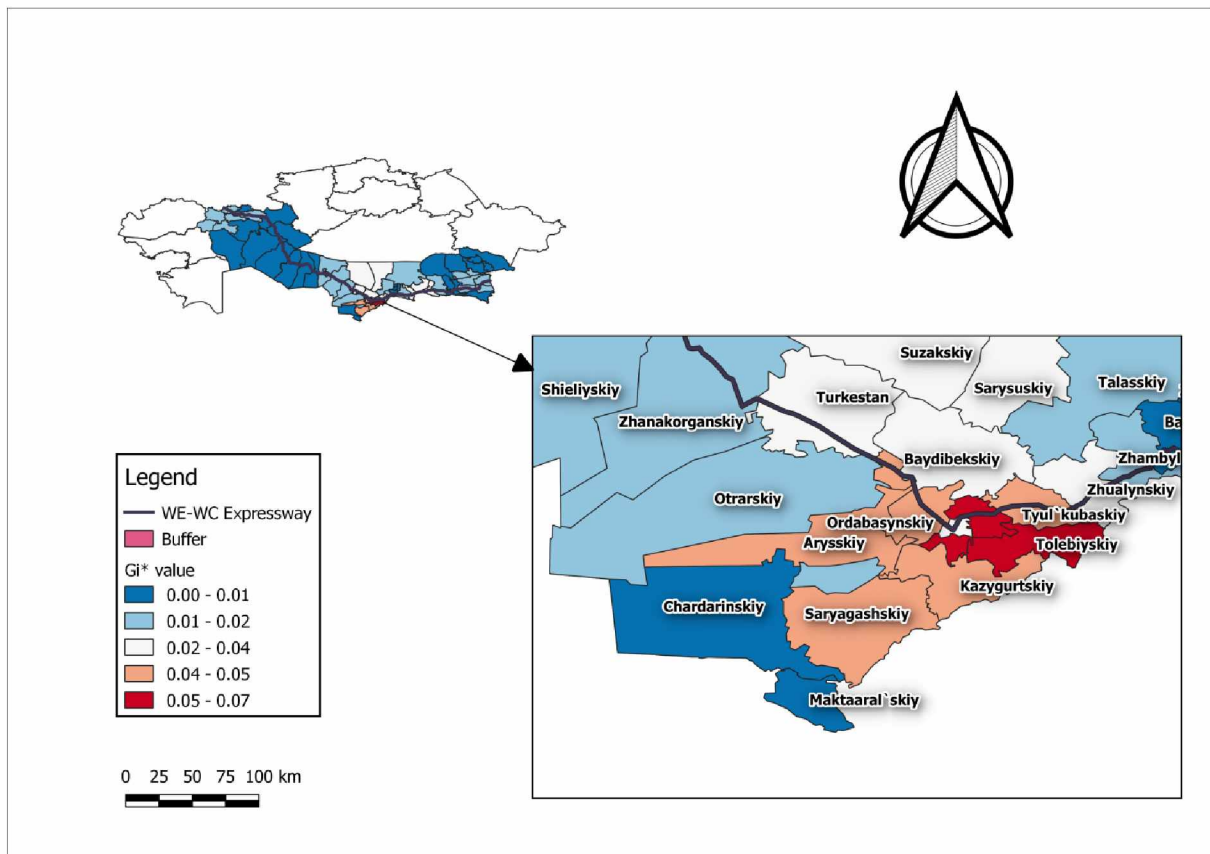 Suzakskiy
Shieliyskiy
Turkestan
Sarysuskiy
Talasskiy
Zhanakorganskiy
Ba
Baydibekskiy
Zhambyl
Zhualynskiy
Otrarskiy
Ordabasynskiy
Tyul`kubaskiy
Arysskiy
Tolebiyskiy
Kazygurtskiy
Chardarinskiy
Saryagashskiy
Maktaaral`skiy
Legend
WE-WC Expressway
Buffer
Gi* value
0.00 - 0.01
0.01 - 0.02
0.02 - 0.04
0.04 - 0.05
0.05 - 0.07
0 25 50 75 100 km